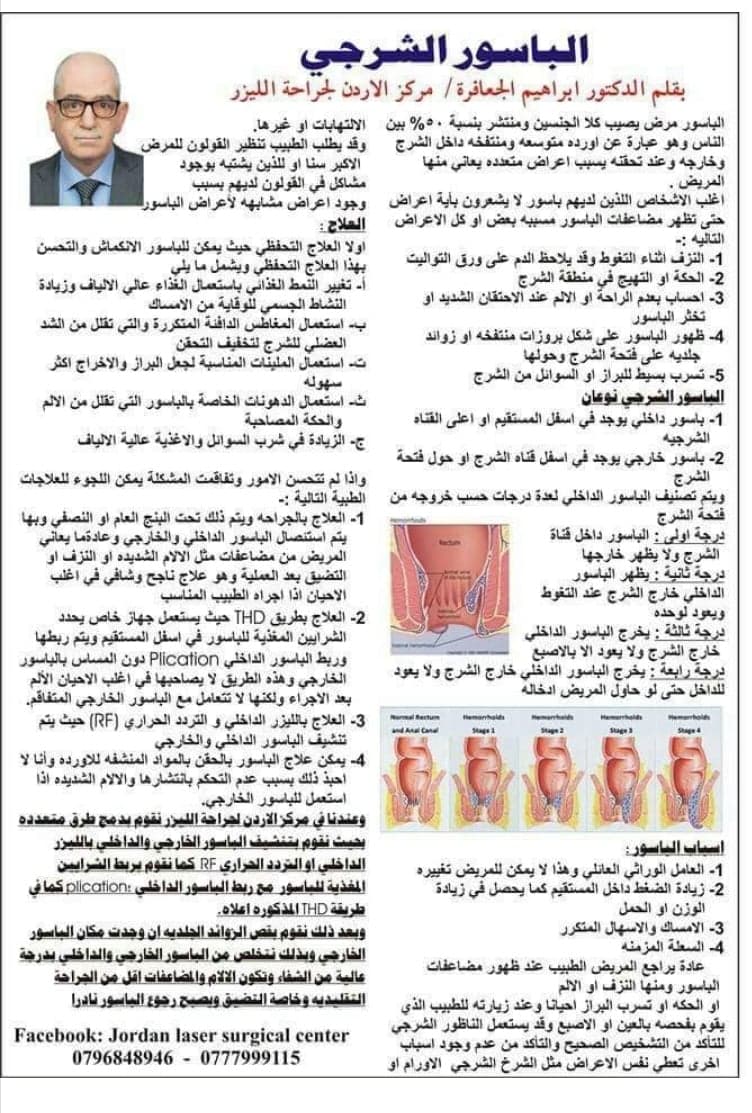 الباسور الشرجي
بقلم الدكتور ابراهيم الجعافرة/ مركز الاردن لجراحة الليزر
الباسور مرض يصيب كلا الجنسين ومنتشر بنسبة ٥٠% بين
الناس وهو عبارة عن اورده متوسعه ومنتفخه داخل الشرج
وخارجه وعند تحقنه يسبب اعراض متعدده يعاني منها
المريض .
اغلب الاشخاص اللذين لديهم باسور لا يشعرون بأية اعراض
حتى تظهر مضاعفات الباسور مسببه بعض او كل الاعراض
التاليه :-
1- النزف اثناء التغوط وقد يلاحظ الدم على ورق التواليت
2- الحكة او التهيج في منطقة الشرج
3- احساب بعدم الراحة او الالم عند الاحتقان الشديد او
تخثر الباسور
4- ظهور الباسور على شكل بروزات منتفخه او زوائد
جلديه على فتحة الشرج وحولها
5- تسرب بسيط للبراز او السوائل من الشرج
الباسور الشرجي نوعان
1- باسور داخلي يوجد في اسفل المستقيم او اعلى القناه
الشرجيه
2- باسور خارجي يوجد في اسفل قناه الشرج او حول فتحة
الشرج
ويتم تصنيف الباسور الداخلي لعدة درجات حسب خروجه من
فتحة الشرج
درجة اولى : الباسور داخل قناة
الشرج ولا يظهر خارجها
درجة ثانية : يظهر الباسور
الداخلي خارج الشرج عند التغوط
ويعود لوحده
درجة ثالثة : يخرج الباسور الداخلي
خارج الشرج ولا يعود الا بالاصبع
درجة رابعة : يخرج الباسور الداخلي خارج الشرج ولا يعود
للداخل حتى لو حاول المريض ادخاله
Hemorrhoids
Rectum
Normal Rectum and Anal Canal
Hemorrhoids Stage 1
Hemorrhoids Stage 2
Hemorrhoids Stage 3
Hemorrhoids Stage 4
اسباب الباسور :
1- العامل الوراثي العائلي وهذا لا يمكن للمريض تغييره
2- زيادة الضغط داخل المستقيم كما يحصل في زيادة
الوزن او الحمل
3- الامساك والاسهال المتكرر
4- السعلة المزمنه
عادة يراجع المريض الطبيب عند ظهور مضاعفات
الباسور ومنها النزف او الالم
او الحكه او تسرب البراز احيانا وعند زيارته للطبيب الذي
يقوم بفحصه بالعين او الاصبع وقد يستعمل الناظور الشرجي
للتأكد من التشخيص الصحيح والتأكد من عدم وجود اسباب
اخرى تعطي نفس الاعراض مثل الشرخ الشرجي الاورام او
الالتهابات او غيرها.
وقد يطلب الطبيب تنظير القولون للمرض
الاكبر سنا او للذين يشتبه بوجود
مشاكل في القولون لديهم بسبب
وجود اعراض مشابهه لأعراض الباسور
العلاج :
اولا العلاج التحفظي حيث يمكن للباسور الانكماش والتحسن
بهذا العلاج التحفظي ويشمل ما يلي
أ- تغيير النمط الغذائي باستعمال الغذاء عالي الالياف وزيادة
النشاط الجسمي للوقاية من الامساك
ب- استعمال المغاطس الدافئة المتكررة والتي تقلل من الشد
العضلي للشرج لتخفيف التحقن
ت- استعمال الملينات المناسبة لجعل البراز والاخراج اكثر
سهوله
ث- استعمال الدهونات الخاصة بالباسور التي تقلل من الالم
والحكة المصاحبة
ج- الزيادة في شرب السوائل والاغذية عالية الالياف
واذا لم تتحسن الامور وتفاقمت المشكلة يمكن اللجوء للعلاجات
الطبية التالية :-
1- العلاج بالجراحه ويتم ذلك تحت البنج العام او النصفي وبها
يتم استئصال الباسور الداخلي والخارجي وعادةما يعاني
المريض من مضاعفات مثل الالام الشديده او النزف او
التضيق بعد العملية وهو علاج ناجح وشافي في اغلب
الاحيان اذا اجراه الطبيب المناسب
2- العلاج بطريق THD حيث يستعمل جهاز خاص يحدد
الشرايين المغذية للباسور في اسفل المستقيم ويتم ربطها
وربط الباسور الداخلي Plication دون المساس بالباسور
الخارجي وهذه الطريق لا يصاحبها في اغلب الاحيان الألم
بعد الاجراء ولكنها لا تتعامل مع الباسور الخارجي المتفاقم.
3- العلاج بالليزر الداخلي و التردد الحراري (RF) حيث يتم
تنشيف الباسور الداخلي والخارجي
4- يمكن علاج الباسور بالحقن بالمواد المنشفه للاورده وأنا لا
احبذ ذلك بسبب عدم التحكم بانتشارها والالام الشديده اذا
استعمل للباسور الخارجي.
وعندنا في مركز الاردن لجراحة الليزر نقوم بدمج طرق متعدده
بحيث نقوم بتنشيف الباسور الخارجي والداخلي بالليزر
الداخلي او التردد الحراري RF كما نقوم بربط الشرايين
المغذية للباسور مع ربط الباسور الداخلي :plication كما في
طريقة THD المذكوره اعلاه.
وبعد ذلك نقوم بقص الزوائد الجلديه ان وجدت مكان الباسور
الخارجي وبذلك نتخلص من الباسور الخارجي والداخلي بدرجة
عالية من الشفاء وتكون الالام والمضاعفات اقل من الجراحة
التقليديه وخاصة التضيق ويصبح رجوع الباسور نادرا
Facebook: Jordan laser surgical center
0796848946 - 0777999115